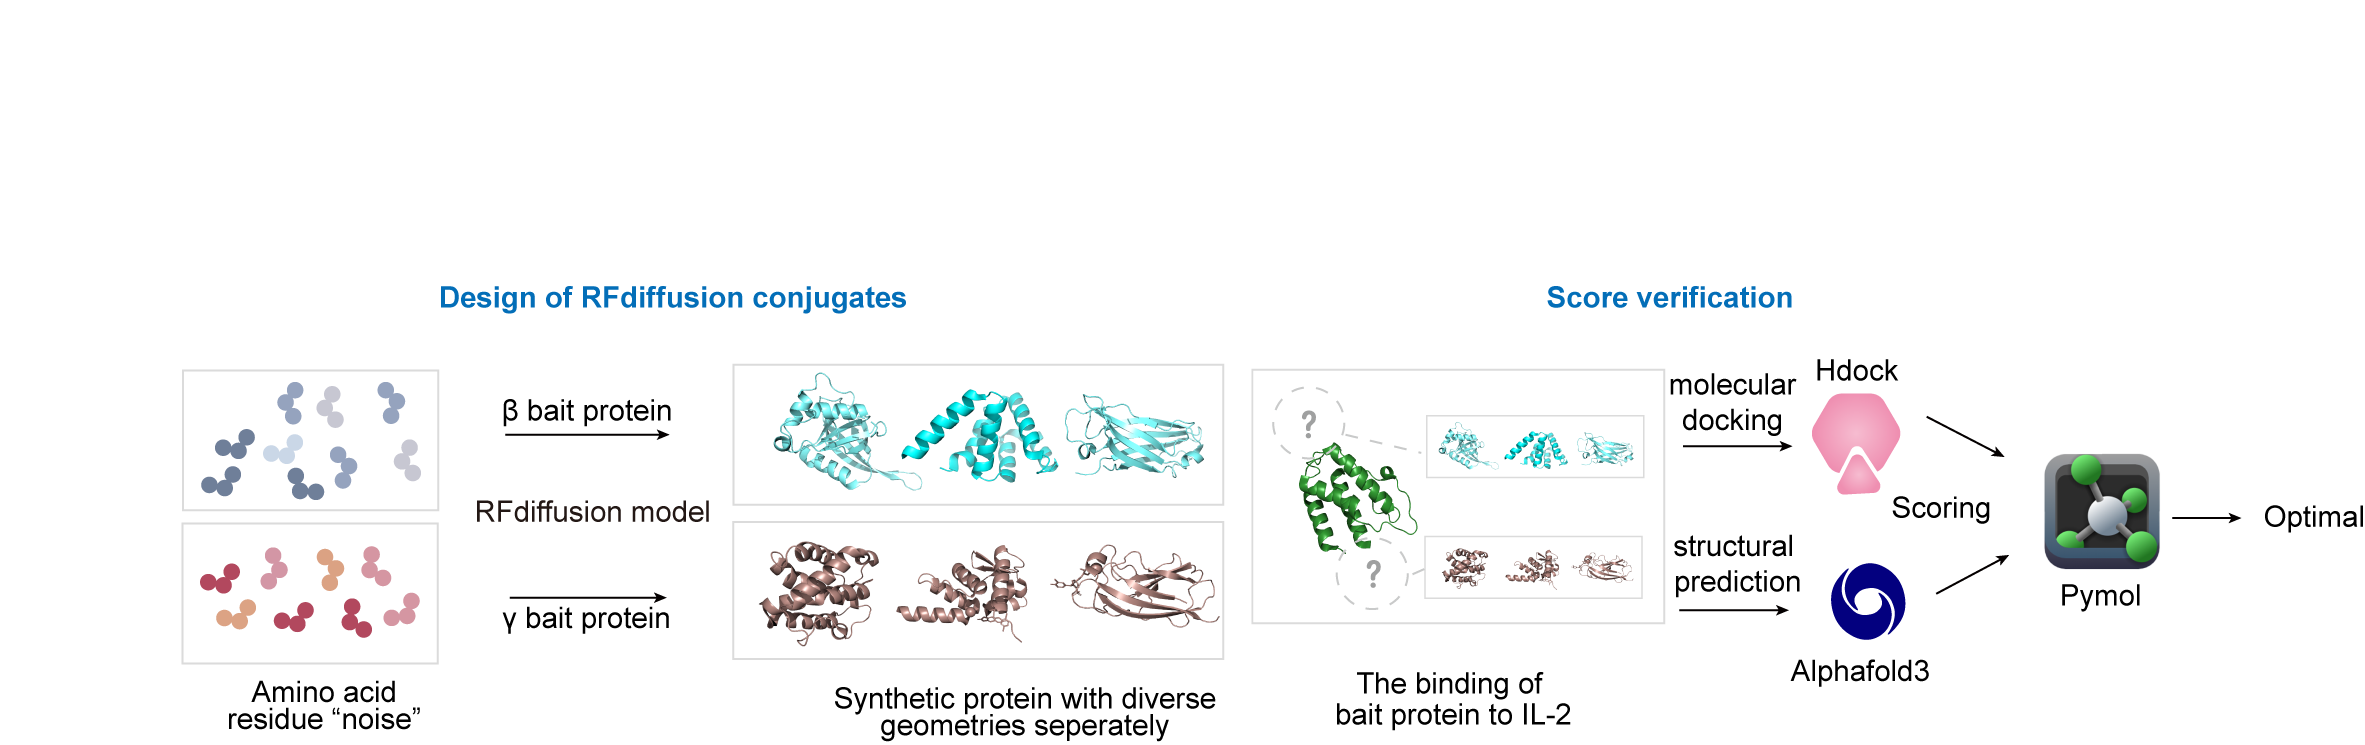 Design of RFdiffusion conjugates
Score verification
β bait protein
RFdiffusion model
γ bait protein
Amino acid
residue “noise”
Synthetic protein with diverse
geometries seperately
?
?
The binding of
bait protein to IL-2
molecular
docking
structural
prediction
Hdock
Scoring
Alphafold3
Pymol
Optimal